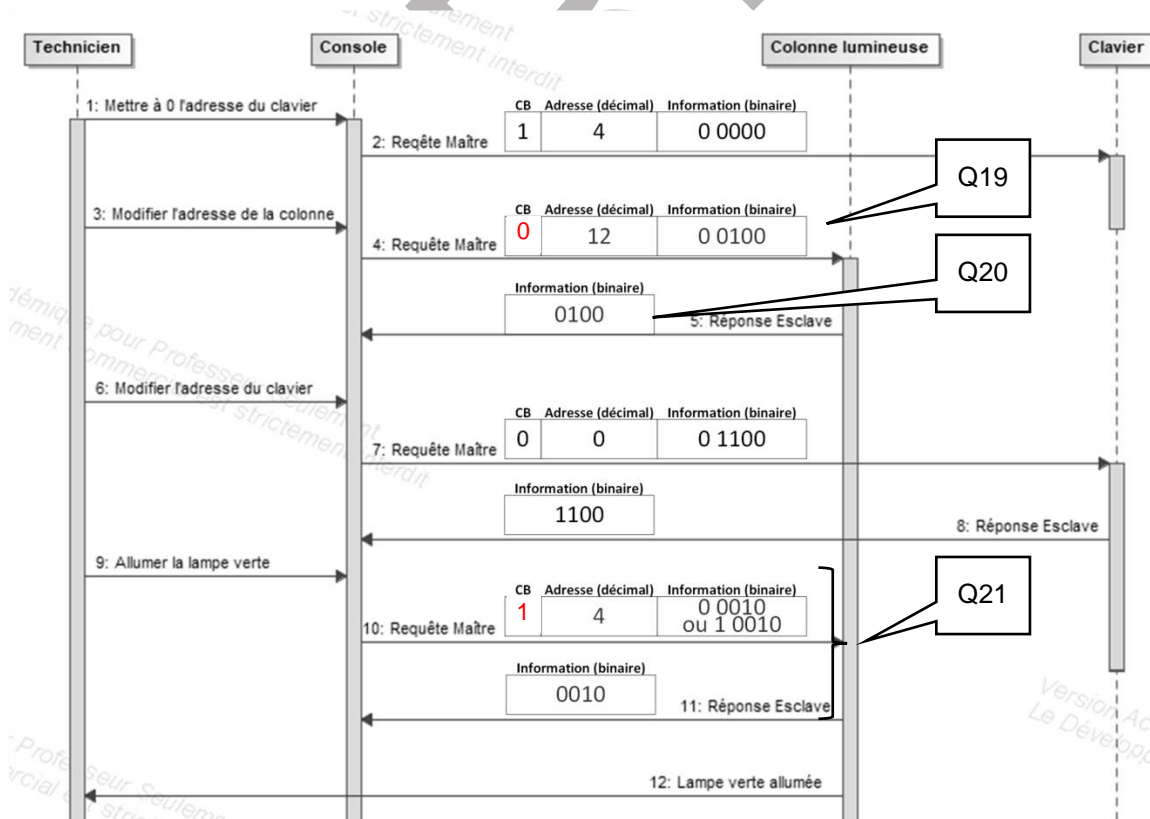 Technicien Console Colonne lumineuse Clavier
1: Mettre à 0 l'adresse du clavier
CB Adresse (décimal) Information (binaire)
1 4 0 0000
2: Reqête Maître
Q19
3: Modifier l'adresse de la colonne
CB Adresse (décimal) Information (binaire)
0 12 0 0100
4: Requête Maître
Q20
Information (binaire)
0100
5: Réponse Esclave
6: Modifier l'adresse du clavier
CB Adresse (décimal) Information (binaire)
0 0 0 1100
7: Requête Maître
Information (binaire)
1100
8: Réponse Esclave
9: Allumer la lampe verte
CB Adresse (décimal) Information (binaire)
1 4 0 0010
ou 1 0010
10: Requête Maître
Q21
Information (binaire)
0010
11: Réponse Esclave
12: Lampe verte allumée